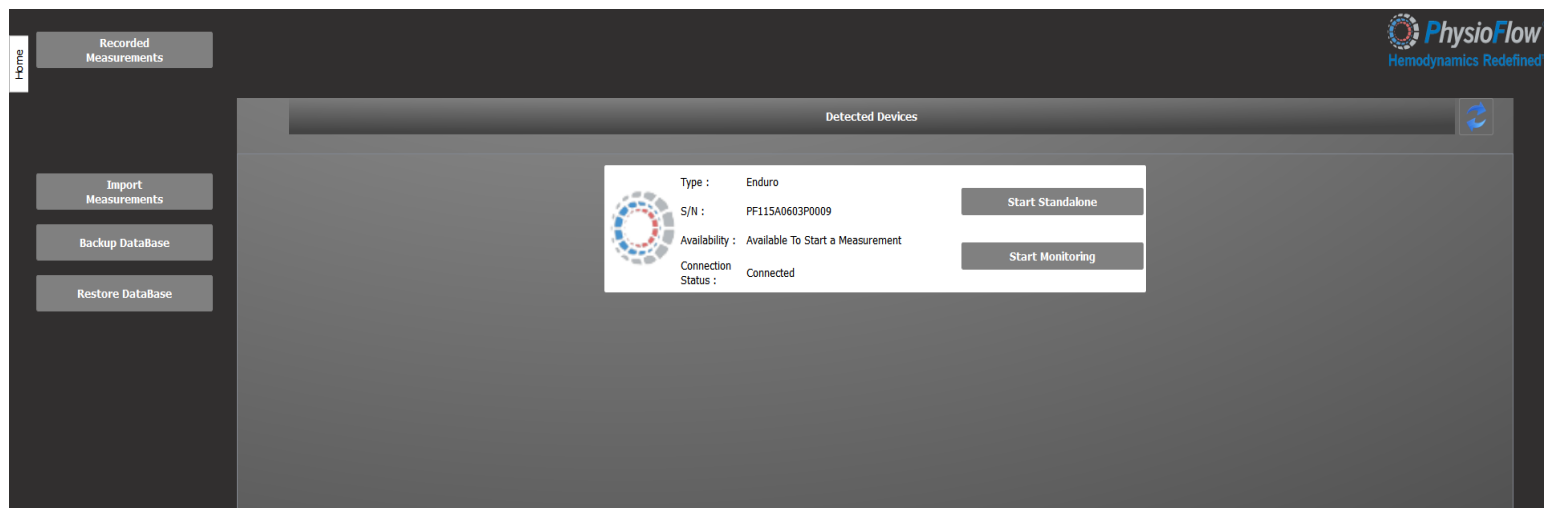 Home
Recorded
Measurements
PhysioFlow
Hemodynamics Redefined
Detected Devices
Import
Measurements
Backup DataBase
Restore DataBase
Type : Enduro
S/N : PF115A0603P0009
Availability : Available To Start a Measurement
Connection
Status : Connected
Start Standalone
Start Monitoring